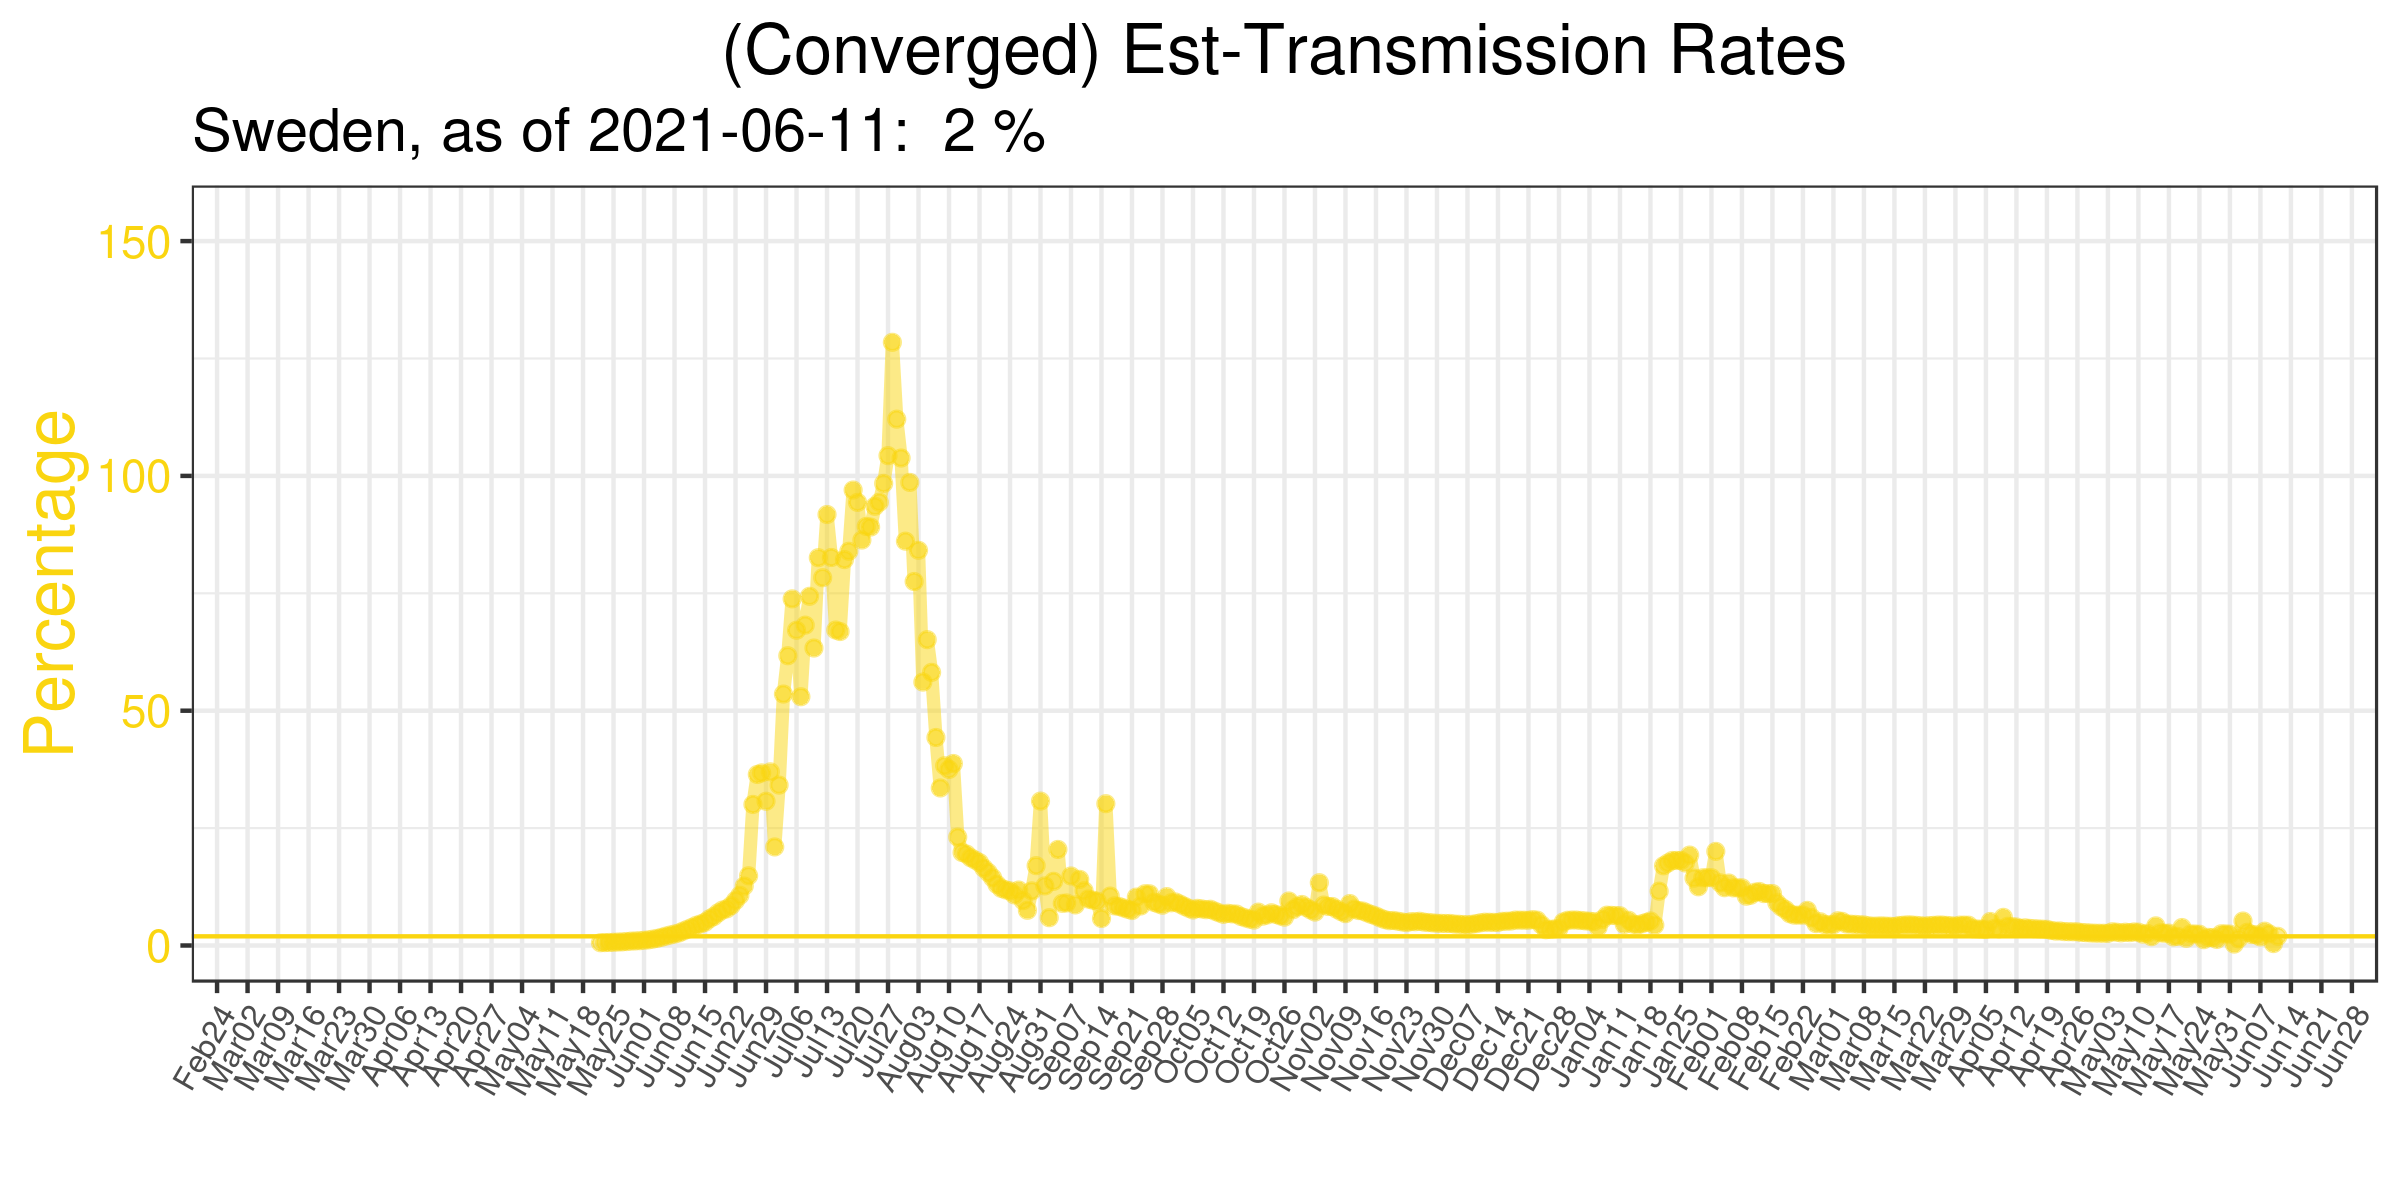 (Converged) Est-Transmission Rates
Sweden, as of 2021-06-11:  2 %
Percentage
150
100
50
0
Feb24
Mar02
Mar09
Mar16
Mar23
Mar30
Apr06
Apr13
Apr20
Apr27
May04
May11
May18
May25
Jun01
Jun08
Jun15
Jun22
Jun29
Jul06
Jul13
Jul20
Jul27
Aug03
Aug10
Aug17
Aug24
Aug31
Sep07
Sep14
Sep21
Sep28
Oct05
Oct12
Oct19
Oct26
Nov02
Nov09
Nov16
Nov23
Nov30
Dec07
Dec14
Dec21
Dec28
Jan04
Jan11
Jan18
Jan25
Feb01
Feb08
Feb15
Feb22
Mar01
Mar08
Mar15
Mar22
Mar29
Apr05
Apr12
Apr19
Apr26
May03
May10
May17
May24
May31
Jun07
Jun14
Jun21
Jun28